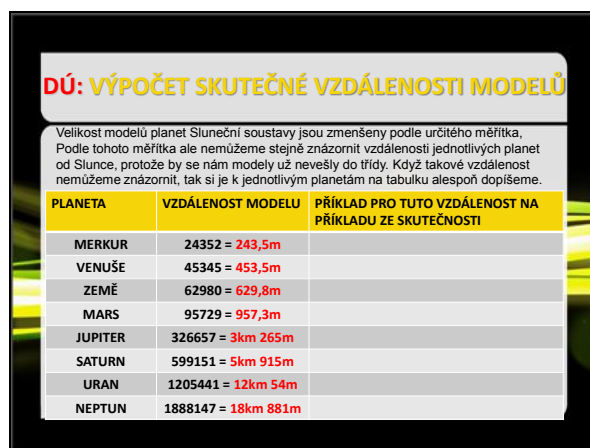 DÚ: VÝPOČET SKUTEČNÉ VZDÁLENOSTI MODELŮ
Velikost modelů planet Sluneční soustavy jsou zmenšeny podle určitého měřítka,
Podle tohoto měřítka ale nemůžeme stejně znázornit vzdálenosti jednotlivých planet
od Slunce, protože by se nám modely už nevešly do třídy. Když takové vzdálenost
nemůžeme znázornit, tak si je k jednotlivým planetám na tabulku alespoň dopíšeme.
PLANETA VZDÁLENOST MODELU PŘÍKLAD PRO TUTO VZDÁLENOST NA
PŘÍKLADU ZE SKUTEČNOSTI
MERKUR 24352 = 243,5m
VENUŠE 45345 = 453,5m
ZEMĚ 62980 = 629,8m
MARS 95729 = 957,3m
JUPITER 326657 = 3km 265m
SATURN 599151 = 5km 915m
URAN 1205441 = 12km 54m
NEPTUN 1888147 = 18km 881m